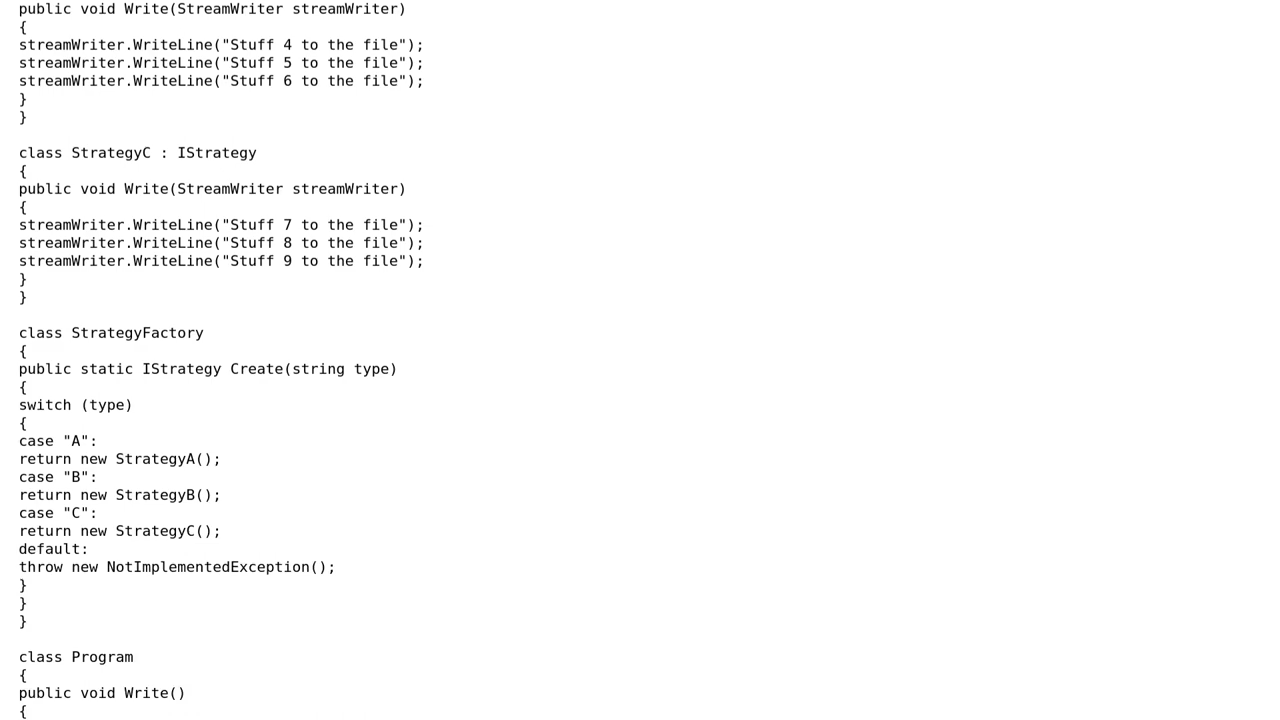 public void Write(StreamWriter streamWriter)
{
streamWriter.WriteLine("Stuff 4 to the file");
streamWriter.WriteLine("Stuff 5 to the file");
streamWriter.WriteLine("Stuff 6 to the file");
}
}

class StrategyC : IStrategy
{
public void Write(StreamWriter streamWriter)
{
streamWriter.WriteLine("Stuff 7 to the file");
streamWriter.WriteLine("Stuff 8 to the file");
streamWriter.WriteLine("Stuff 9 to the file");
}
}

class StrategyFactory
{
public static IStrategy Create(string type)
{
switch (type)
{
case "A":
return new StrategyA();
case "B":
return new StrategyB();
case "C":
return new StrategyC();
default:
throw new NotImplementedException();
}
}
}

class Program
{
public void Write()
{